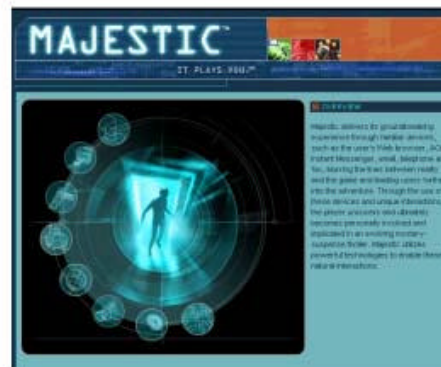 MAJESTIC™
IT PLAYS YOU.™
overview
Majestic delivers its groundbreaking
experience through familiar devices,
such as the user's Web browser, AOL
Instant Messenger, email, telephone a
fax, blurring the lines between reality
and the game and leading users further
into the adventure. Through the use of
these devices and unique interactions,
the player uncovers and ultimately
becomes personally involved and
implicated in an evolving mystery-
suspense thriller. Majestic utilizes
powerful technologies to enable these
natural interactions.